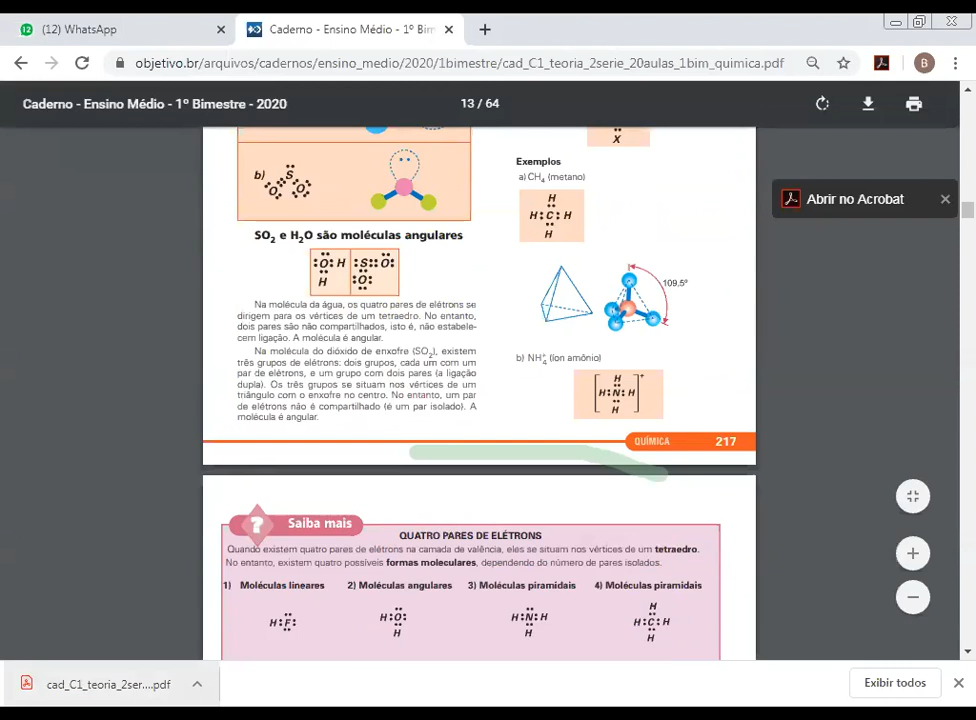 (12) WhatsApp
Caderno - Ensino Médio - 1º Bim
objetivo.br/arquivos/cadernos/ensino_medio/2020/1bimestre/cad_C1_teoria_2serie_20aulas_1bim_quimica.pdf
B
Caderno - Ensino Médio - 1º Bimestre - 2020
13 / 64
Abrir no Acrobat
b)
S
O O
SO2 e H2O são moléculas angulares
O H S O
H O
Na molécula da água, os quatro pares de elétrons se
dirigem para os vértices de um tetraedro. No entanto,
dois pares são não compartilhados, isto é, não estabele-
cem ligação. A molécula é angular.
Na molécula do dióxido de enxofre (SO2), existem
três grupos de elétrons: dois grupos, cada um com um
par de elétrons, e um grupo com dois pares (a ligação
dupla). Os três grupos se situam nos vértices de um
triângulo com o enxofre no centro. No entanto, um par
de elétrons não é compartilhado (é um par isolado). A
molécula é angular.
X
Exemplos
a) CH4 (metano)
H
H:C:H
H
109.5º
b) NH4+ (íon amônio)
H
H:N:H
H
+
QUÍMICA 217
? Saiba mais
QUATRO PARES DE ELÉTRONS
Quando existem quatro pares de elétrons na camada de valência, eles se situam nos vértices de um tetraedro.
No entanto, existem quatro possíveis formas moleculares, dependendo do número de pares isolados.
1) Moléculas lineares 2) Moléculas angulares 3) Moléculas piramidais 4) Moléculas piramidais
H:F: H:O: H:N:H H:C:H
H H H H
cad_C1_teoria_2ser....pdf
Exibir todos